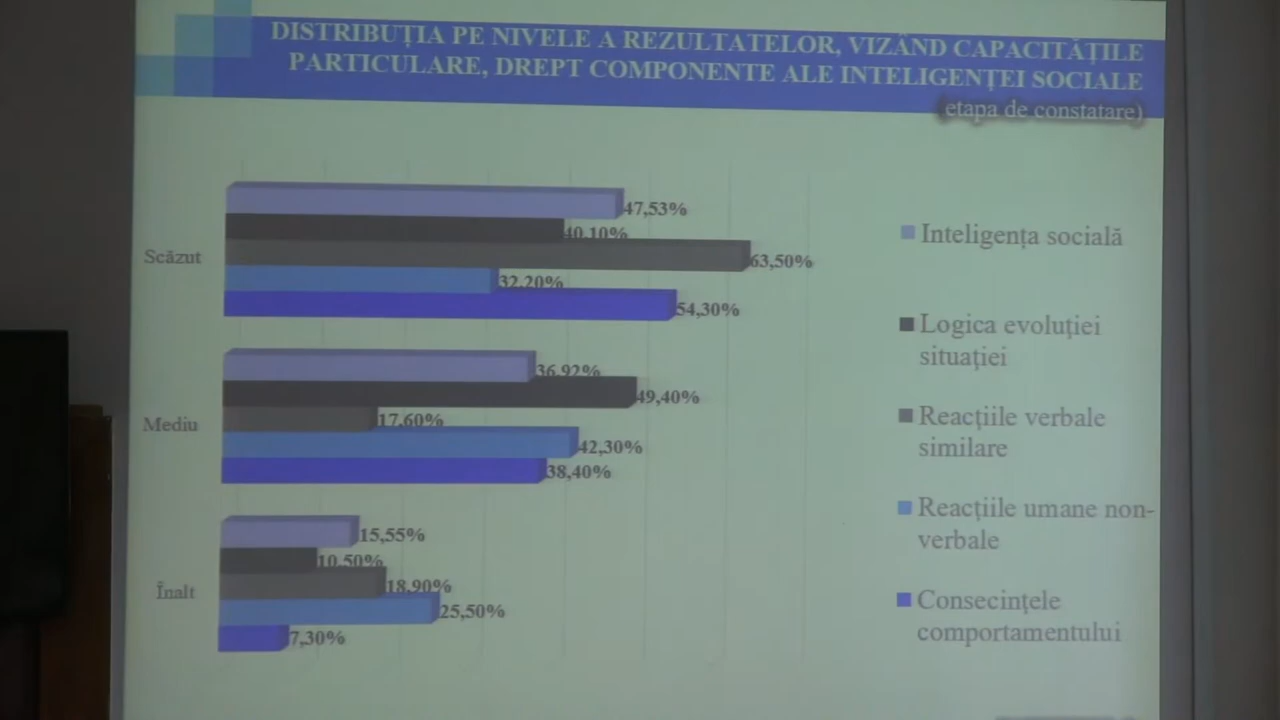 DISTRIBUȚIA PE NIVELE A REZULTATELOR, VIZÂND CAPACITĂȚILE
PARTICULARE, DREPT COMPONENTE ALE INTELIGENȚEI SOCIALE
(etapa de constatare)
Scăzut
47,53%
40,10%
63,50%
32,20%
54,30%
Mediu
36,92%
49,40%
17,60%
42,30%
38,40%
Înalt
15,55%
10,50%
18,90%
25,50%
7,30%
Inteligența socială
Logica evoluției
situației
Reacțiile verbale
similare
Reacțiile umane non-
verbale
Consecințele
comportamentului